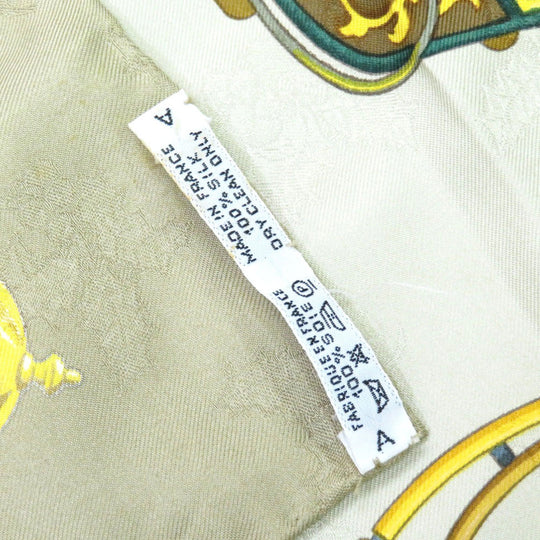 A
MADE IN FRANCE
100% SILK
DRY CLEAN ONLY
FABRIQUE EN FRANCE
100% SOIE
P
A